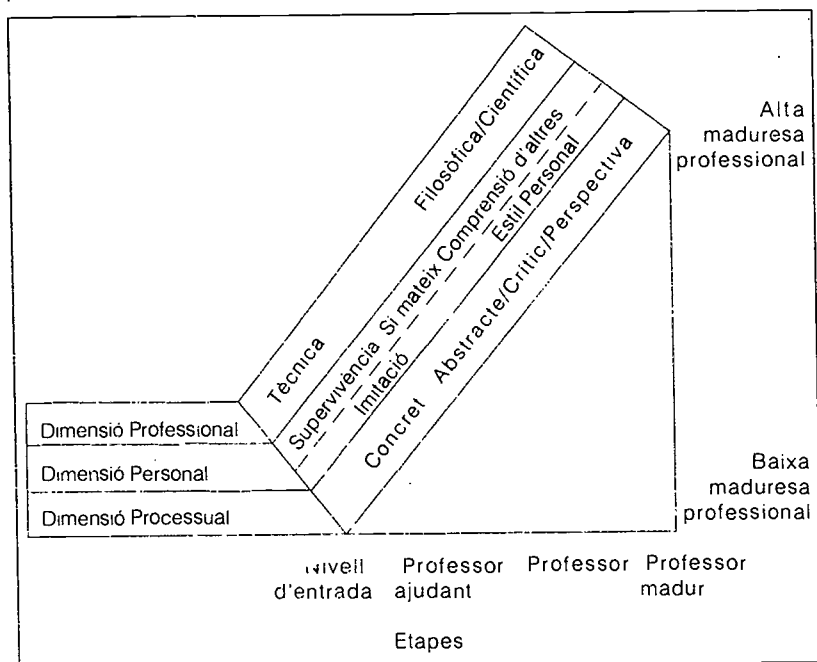 Filosòfica/Científica
Tècnica
Supervivència Si mateix Comprensió d'altres
Imitació Estil Personal
Concret Abstracte/Crític/Perspectiva
Alta
maduresa
professional
Dimensió Professional
Dimensió Personal
Dimensió Processual
Baixa
maduresa
professional
Nivell Professor Professor Professor
d'entrada ajudant madur
Etapes